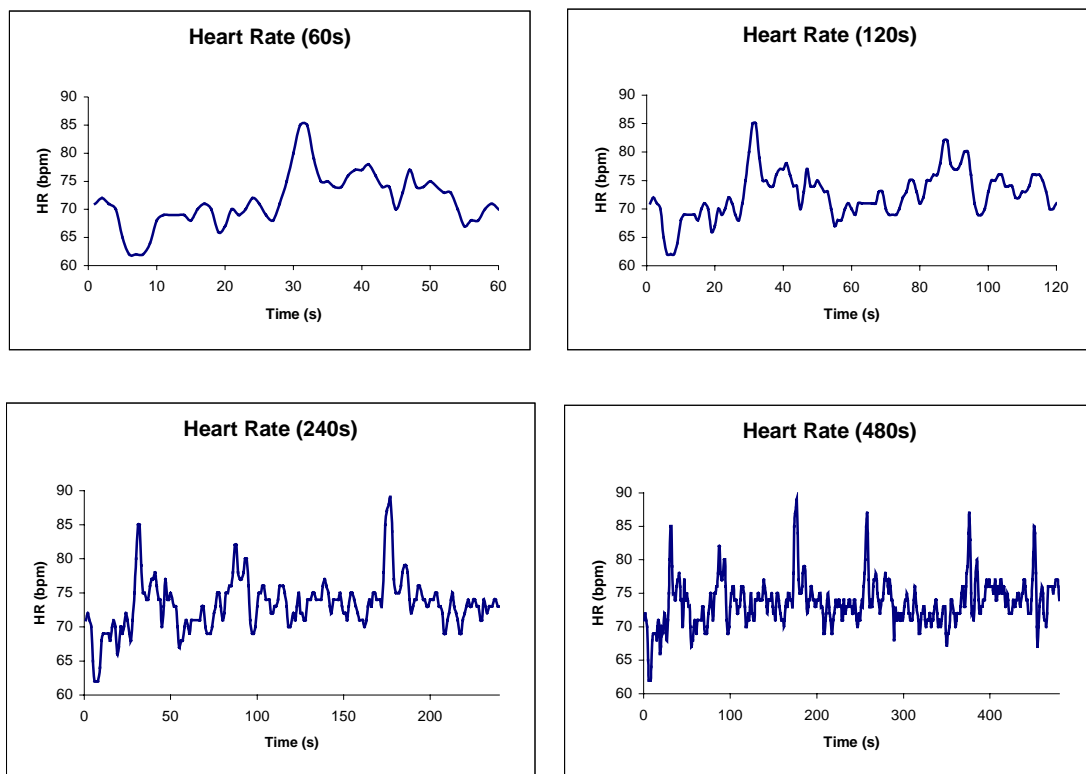 Heart Rate (60s)
90
85
80
75
70
65
60
HR (bpm)
0 10 20 30 40 50 60
Time (s)
Heart Rate (120s)
90
85
80
75
70
65
60
HR (bpm)
0 20 40 60 80 100 120
Time (s)
Heart Rate (240s)
90
85
80
75
70
65
60
HR (bpm)
0 50 100 150 200
Time (s)
Heart Rate (480s)
90
85
80
75
70
65
60
HR (bpm)
0 100 200 300 400
Time (s)